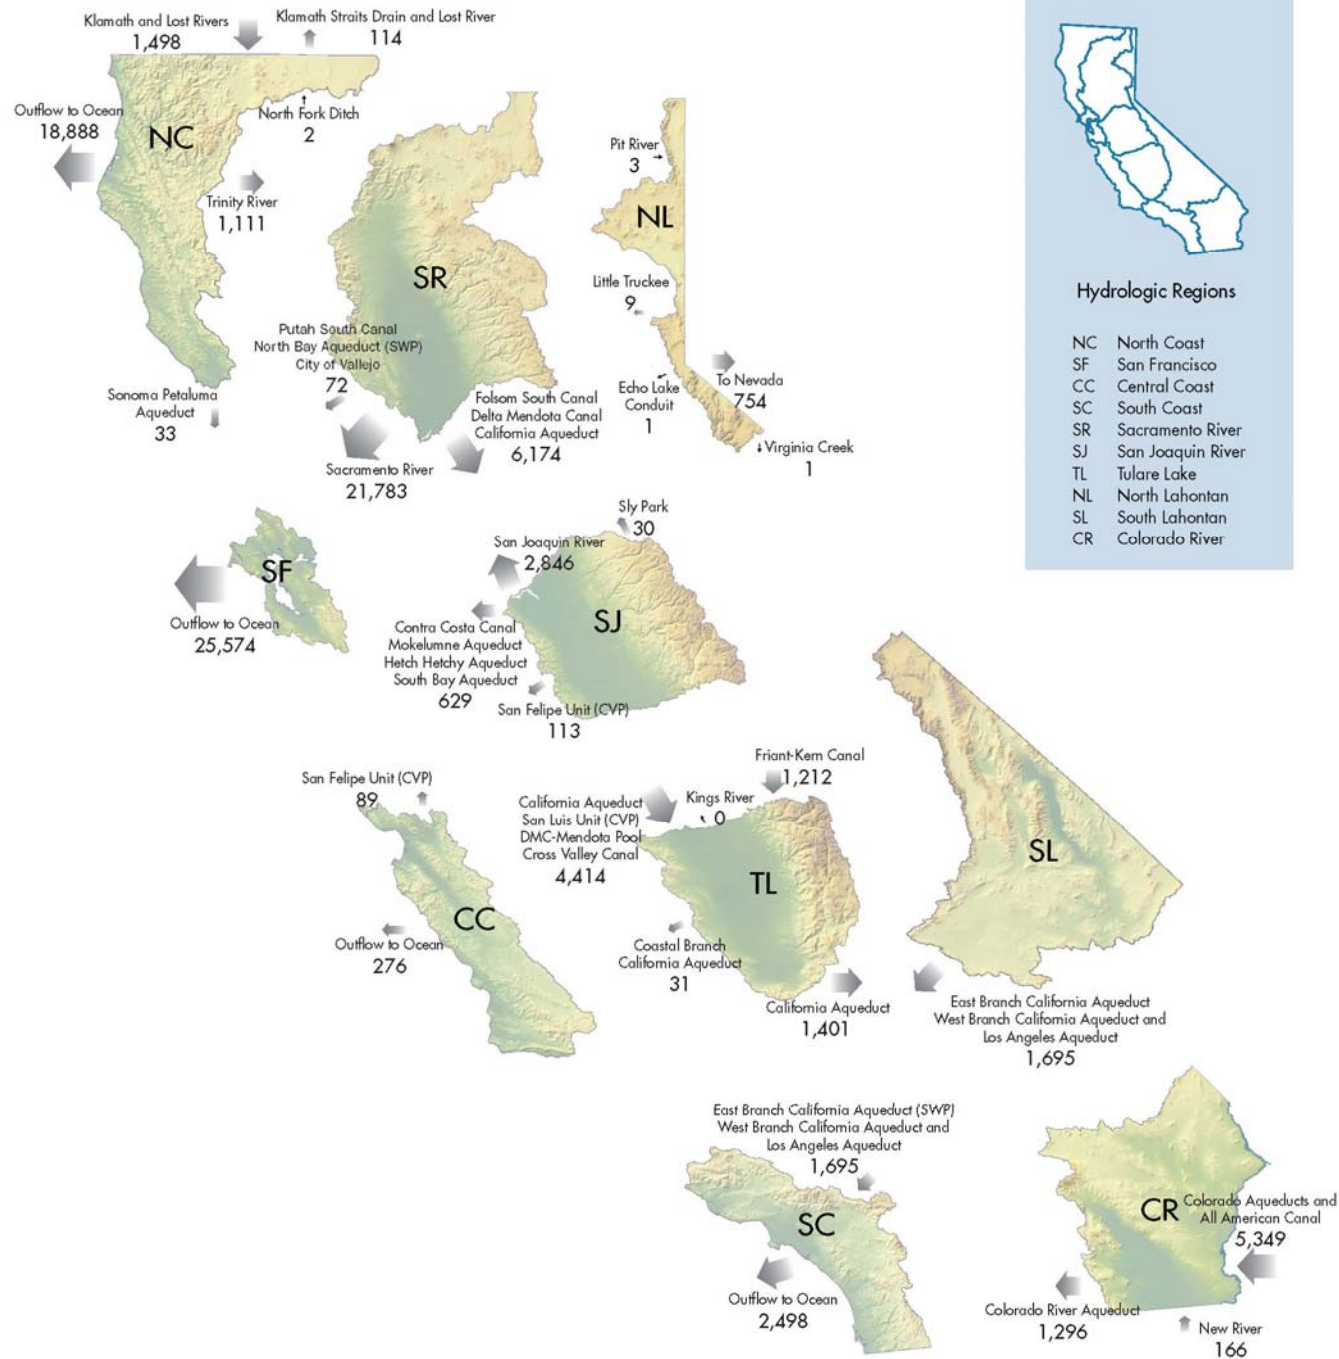 Klamath and Lost Rivers
1,498
Klamath Straits Drain and Lost River
114
Outflow to Ocean
18,888
NC
North Fork Ditch
2
Trinity River
1,111
Sonoma Petaluma
Aqueduct
33
SR
Putah South Canal
North Bay Aqueduct (SWP)
City of Vallejo
72
Folsom South Canal
Delta Mendota Canal
California Aqueduct
6,174
Sacramento River
21,783
Pit River
3
NL
Little Truckee
9
Echo Lake
Conduit
1
To Nevada
754
Virginia Creek
1
Hydrologic Regions
NC North Coast
SF San Francisco
CC Central Coast
SC South Coast
SR Sacramento River
SJ San Joaquin River
TL Tulare Lake
NL North Lahontan
SL South Lahontan
CR Colorado River
SF
Outflow to Ocean
25,574
Sly Park
30
San Joaquin River
2,846
SJ
Contra Costa Canal
Mokelumne Aqueduct
Hetch Hetchy Aqueduct
South Bay Aqueduct
629
San Felipe Unit (CVP)
113
San Felipe Unit (CVP)
89
CC
Outflow to Ocean
276
Friant-Kern Canal
1,212
Kings River
0
California Aqueduct
San Luis Unit (CVP)
DMC-Mendota Pool
Cross Valley Canal
4,414
TL
Coastal Branch
California Aqueduct
31
California Aqueduct
1,401
SL
East Branch California Aqueduct
West Branch California Aqueduct and
Los Angeles Aqueduct
1,695
East Branch California Aqueduct (SWP)
West Branch California Aqueduct and
Los Angeles Aqueduct
1,695
SC
Outflow to Ocean
2,498
CR
Colorado Aqueducts and
All American Canal
5,349
Colorado River Aqueduct
1,296
New River
166